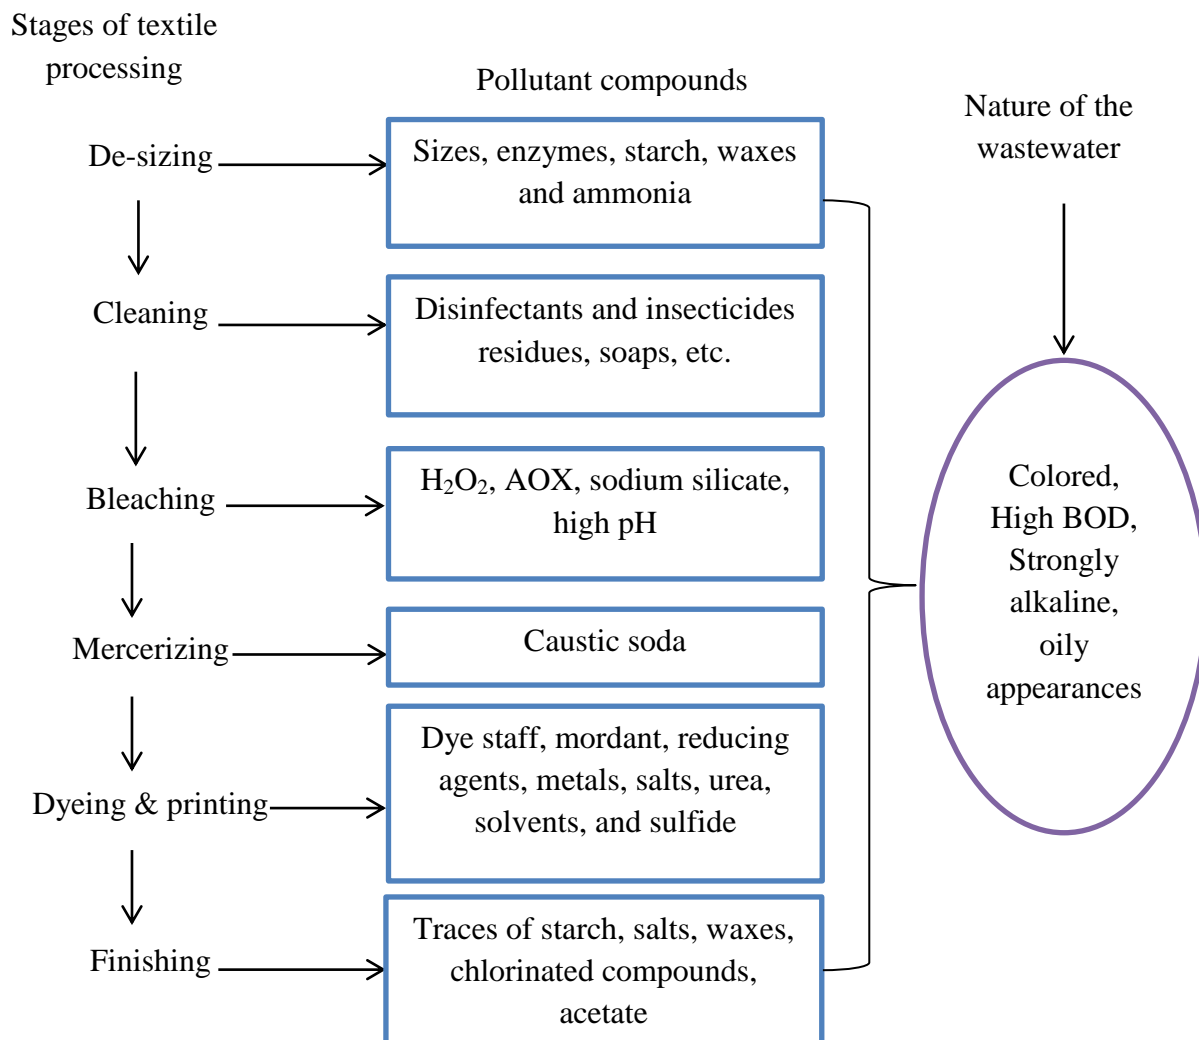 Stages of textile
processing
Pollutant compounds
Nature of the
wastewater
De-sizing
Sizes, enzymes, starch, waxes
and ammonia
Cleaning
Disinfectants and insecticides
residues, soaps, etc.
Bleaching
H₂O₂, AOX, sodium silicate,
high pH
Mercerizing
Caustic soda
Dyeing & printing
Dye staff, mordant, reducing
agents, metals, salts, urea,
solvents, and sulfide
Finishing
Traces of starch, salts, waxes,
chlorinated compounds,
acetate
Colored,
High BOD,
Strongly
alkaline,
oily
appearances